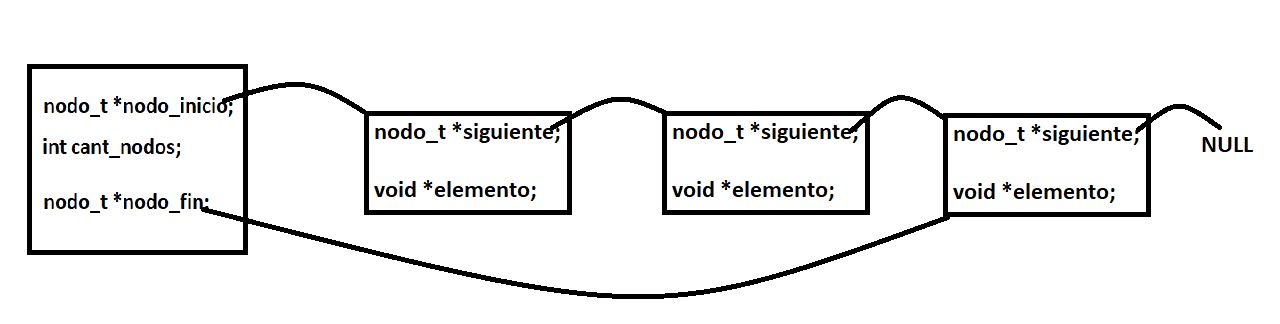 nodo_t *nodo_inicio;
int cant_nodos;
nodo_t *nodo_fin;
nodo_t *siguiente;
void *elemento;
nodo_t *siguiente;
void *elemento;
nodo_t *siguiente;
void *elemento;
NULL